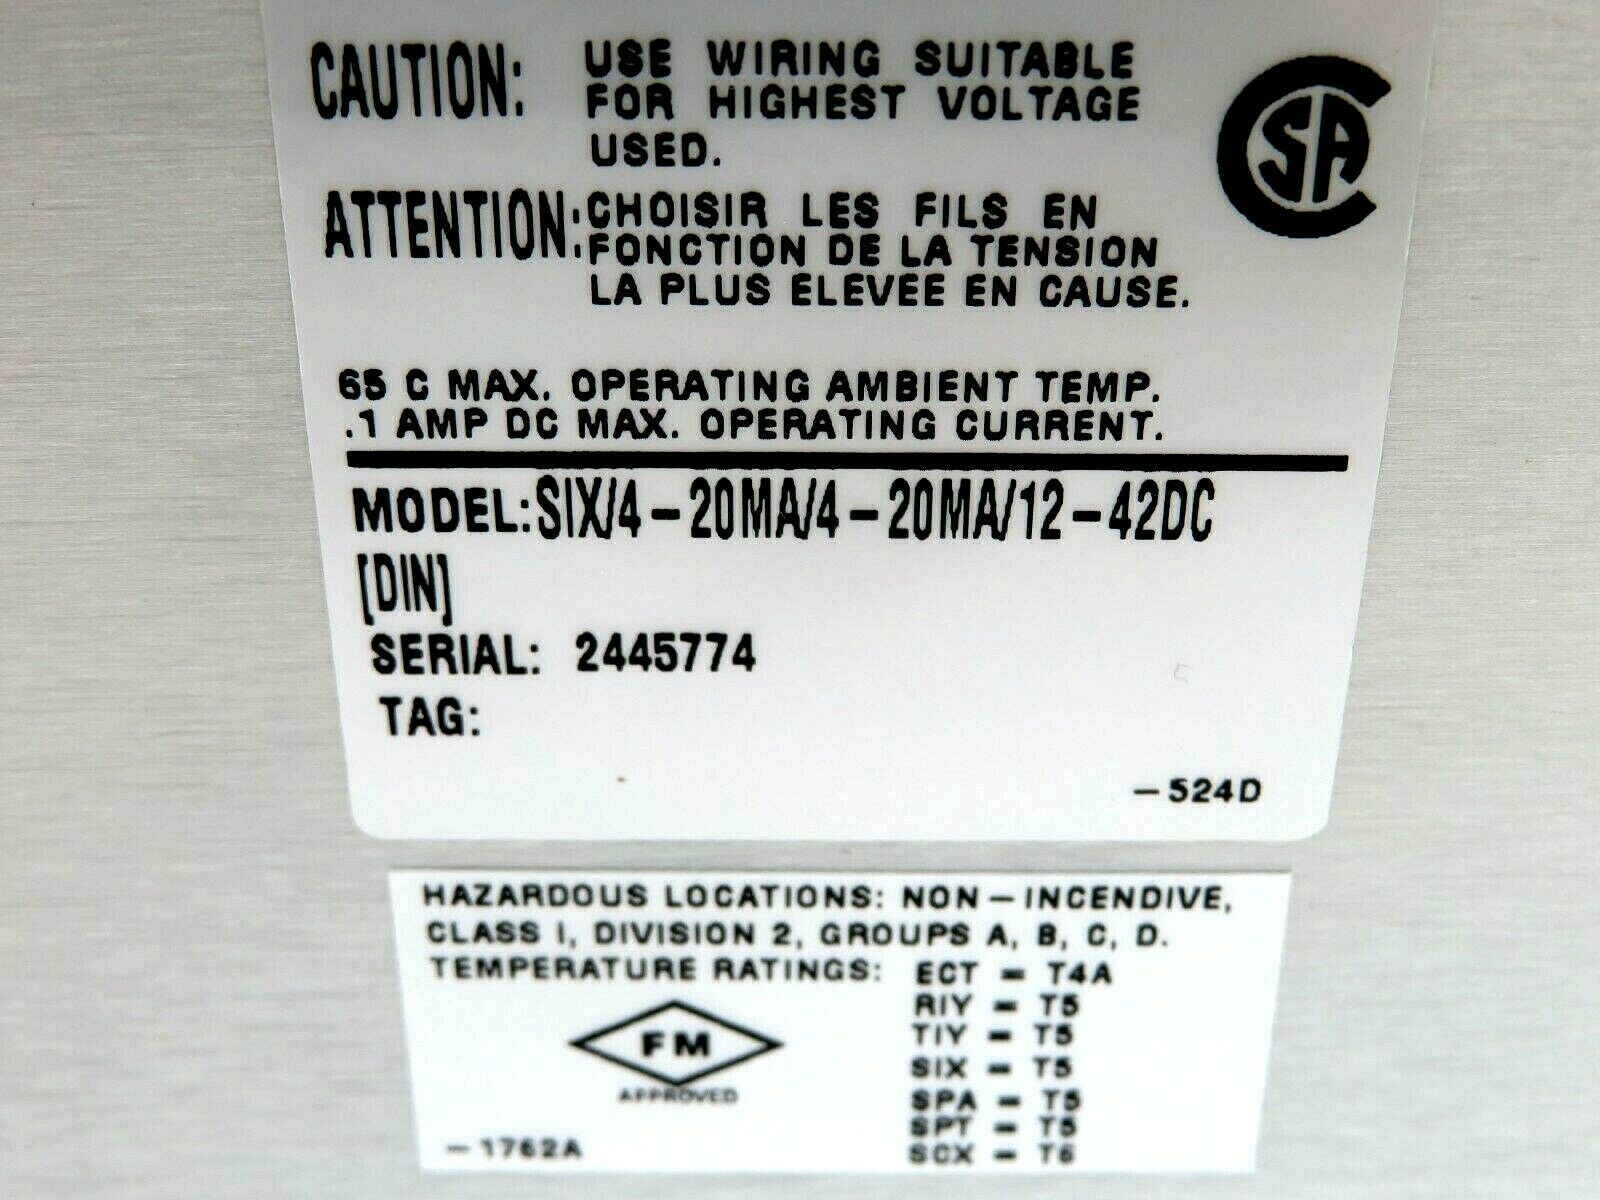 CAUTION: USE WIRING SUITABLE
FOR HIGHEST VOLTAGE
USED.
ATTENTION: CHOISIR LES FILS EN
FONCTION DE LA TENSION
LA PLUS ELEVEE EN CAUSE.
CSA
65 C MAX. OPERATING AMBIENT TEMP.
.1 AMP DC MAX. OPERATING CURRENT.
MODEL: SIX/4-20MA/4-20MA/12-42DC
[DIN]
SERIAL: 2445774
TAG:
-524D
HAZARDOUS LOCATIONS: NON-INCENDIVE,
CLASS I, DIVISION 2, GROUPS A, B, C, D.
TEMPERATURE RATINGS: ECT = T4A
RIY = T5
TIY = T5
SIX = T5
SPA = T5
SPT = T5
SCX = T6
FM
APPROVED
-1762A